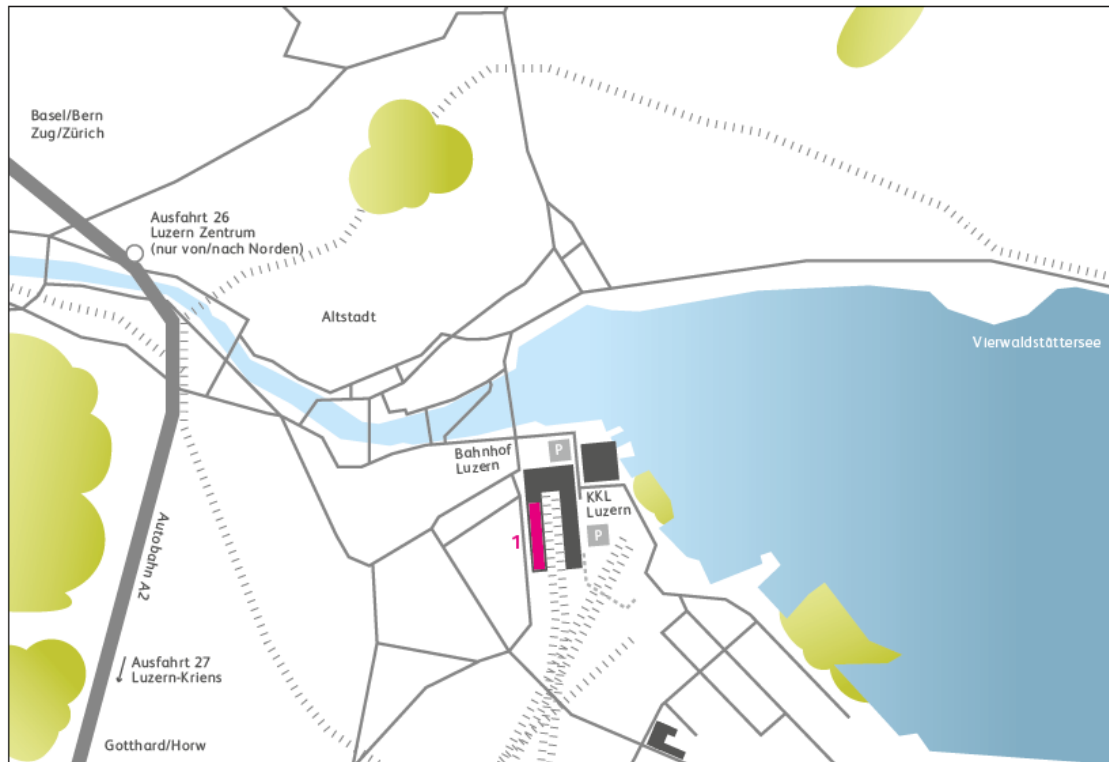 Basel/Bern
Zug/Zürich
Ausfahrt 26
Luzern Zentrum
(nur von/nach Norden)
Altstadt
Vierwaldstättersee
Bahnhof
Luzern
P
KKL
Luzern
P
1
Autobahn A2
Ausfahrt 27
Luzern-Kriens
Gotthard/Horw